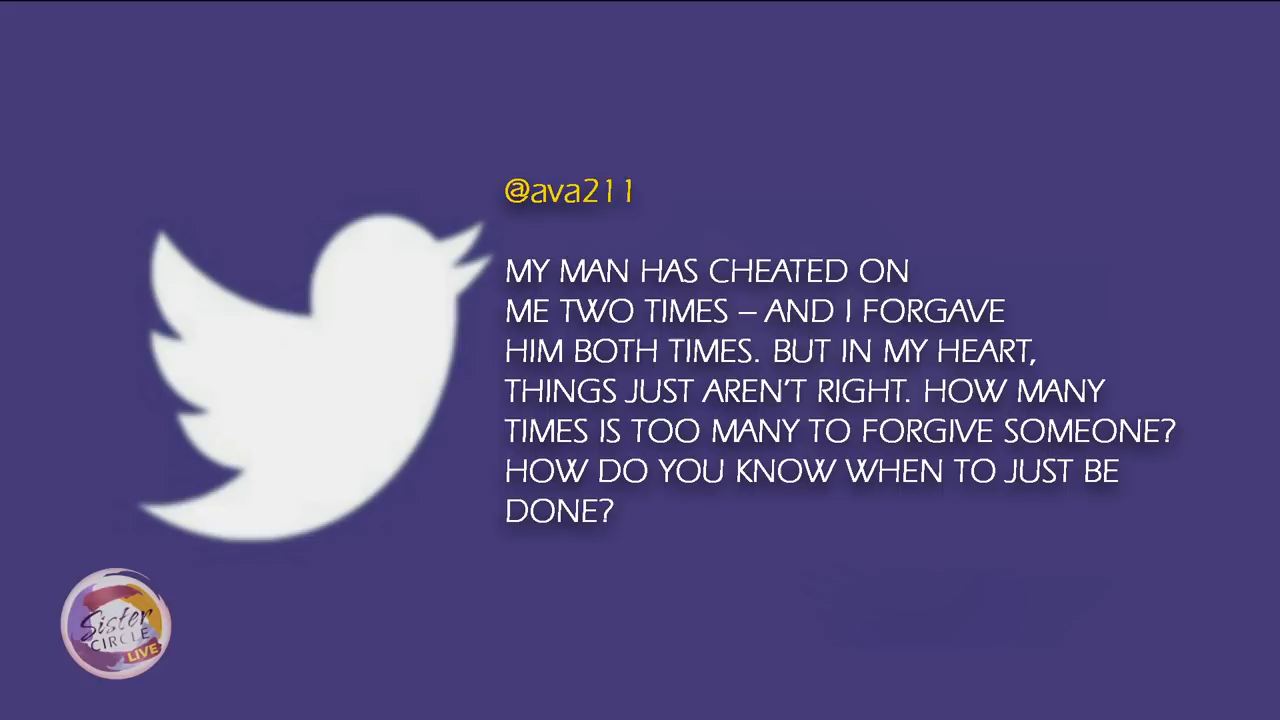 @ava211
MY MAN HAS CHEATED ON
ME TWO TIMES – AND I FORGAVE
HIM BOTH TIMES. BUT IN MY HEART,
THINGS JUST AREN'T RIGHT. HOW MANY
TIMES IS TOO MANY TO FORGIVE SOMEONE?
HOW DO YOU KNOW WHEN TO JUST BE
DONE?
Sister
CIRCLE
LIVE